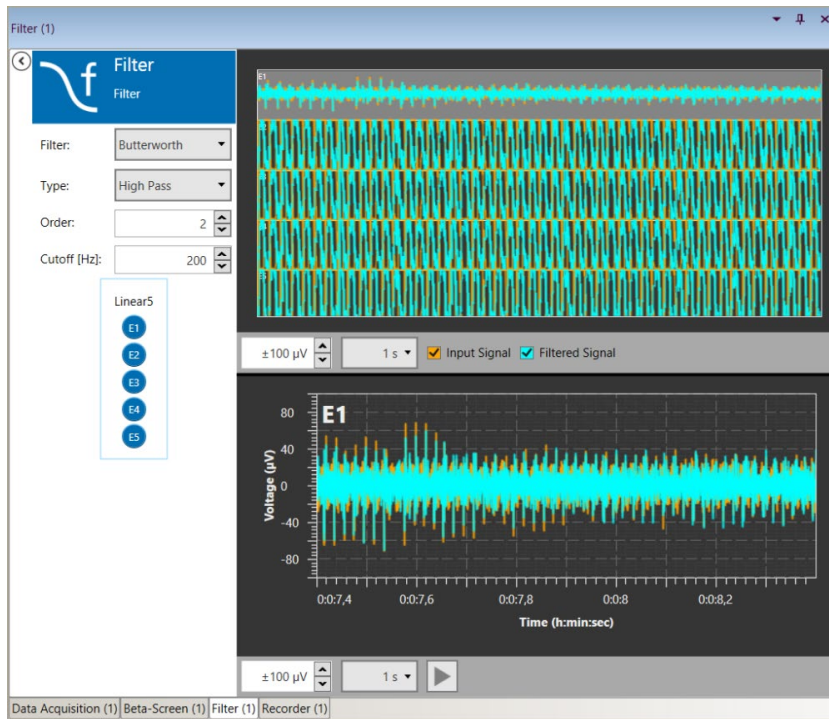 Filter (1)
f
Filter
Filter
Filter:
Butterworth
Type:
High Pass
Order:
2
Cutoff [Hz]:
200
Linear5
E1
E2
E3
E4
E5
E1
±100 µV
1 s
Input Signal
Filtered Signal
E1
Voltage (µV)
80
40
0
-40
-80
0:0:7,4
0:0:7,6
0:0:7,8
0:0:8
0:0:8,2
Time (h:min:sec)
±100 µV
1 s
Data Acquisition (1)
Beta-Screen (1)
Filter (1)
Recorder (1)